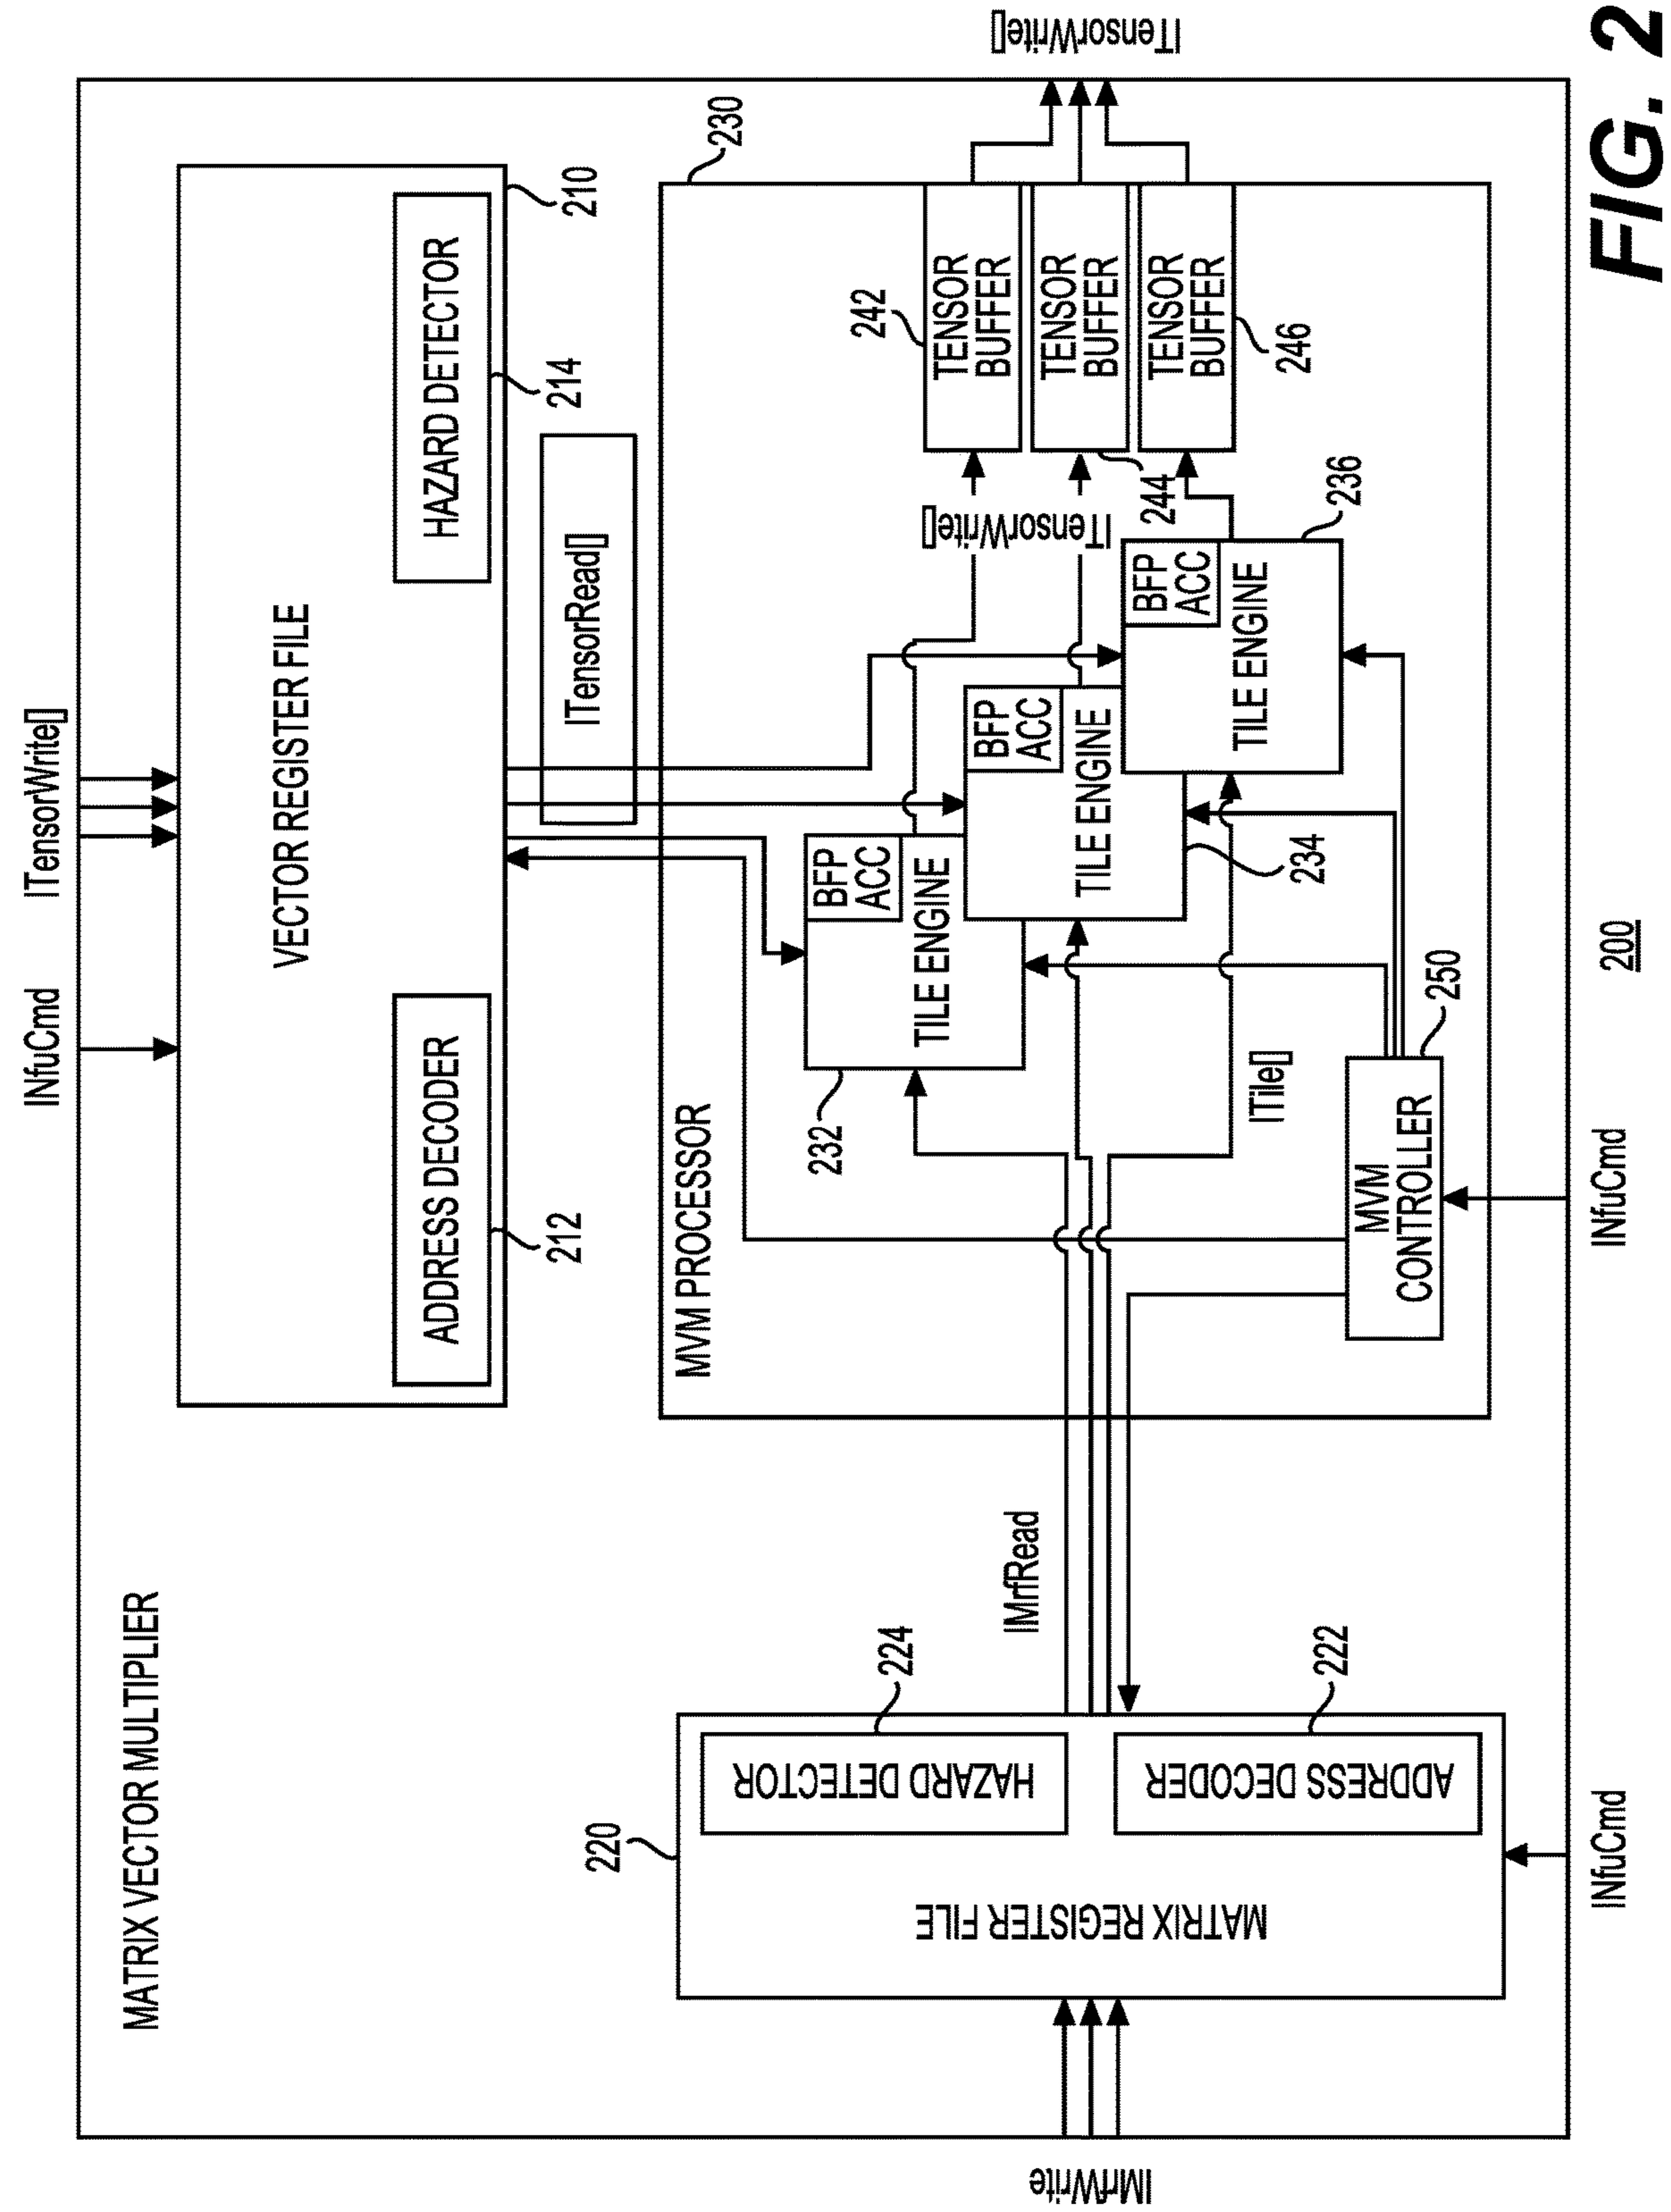 INfuCmd
ITensorWrite[]
MATRIX VECTOR MULTIPLIER
VECTOR REGISTER FILE
ADDRESS DECODER
HAZARD DETECTOR
210
212
214
ITensorRead[]
MVM PROCESSOR
230
232
BFP
ACC
TILE ENGINE
BFP
ACC
TILE ENGINE
234
BFP
ACC
TILE ENGINE
236
ITensorWrite[]
242
TENSOR
BUFFER
TENSOR
BUFFER
244
TENSOR
BUFFER
246
ITensorWrite[]
ITile[]
MVM
CONTROLLER
250
IMrfRead
220
HAZARD DETECTOR
224
ADDRESS DECODER
222
MATRIX REGISTER FILE
IMrfWrite
INfuCmd
INfuCmd
200
FIG. 2